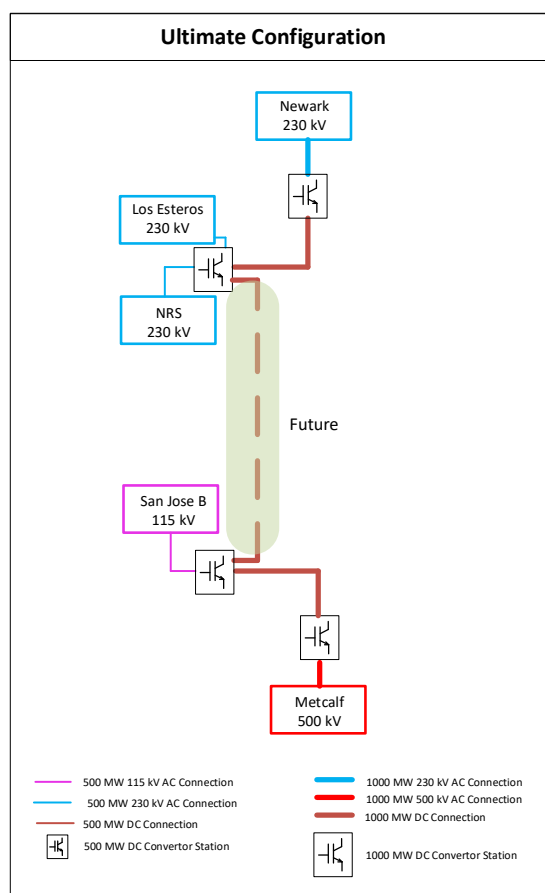 Ultimate Configuration
Newark
230 kV
Los Esteros
230 kV
NRS
230 kV
Future
San Jose B
115 kV
Metcalf
500 kV
500 MW 115 kV AC Connection
500 MW 230 kV AC Connection
500 MW DC Connection
500 MW DC Convertor Station
1000 MW 230 kV AC Connection
1000 MW 500 kV AC Connection
1000 MW DC Connection
1000 MW DC Convertor Station